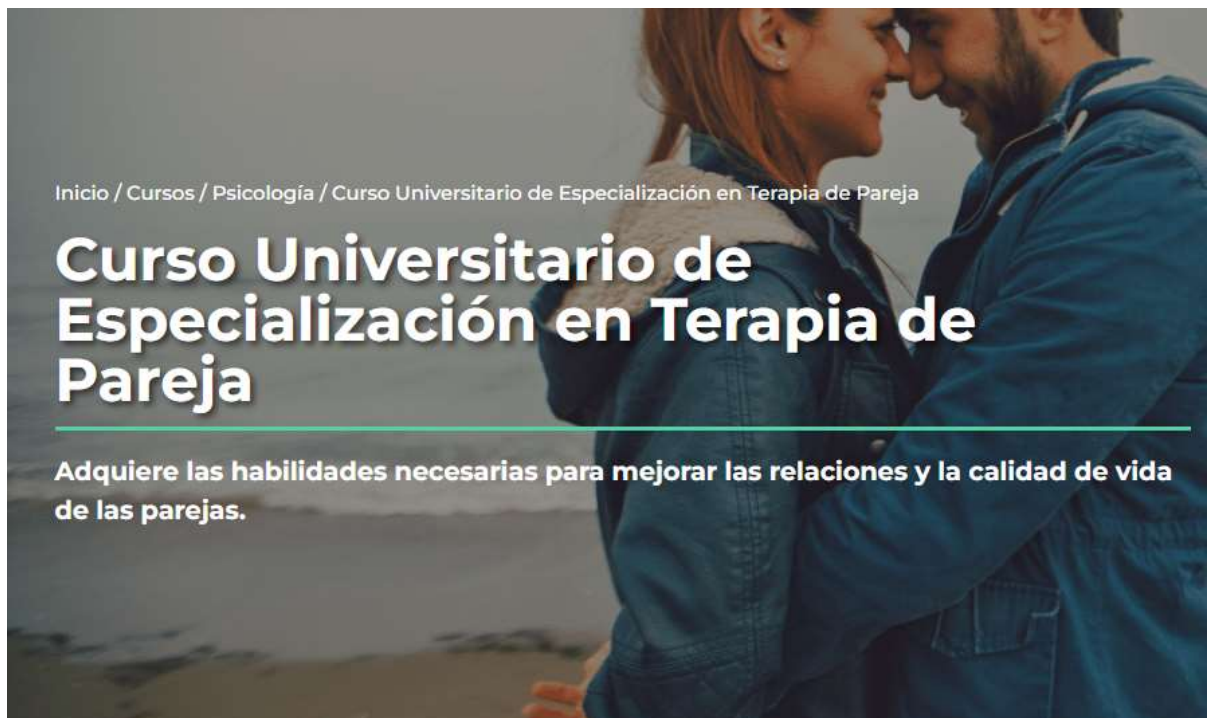 Inicio / Cursos / Psicología / Curso Universitario de Especialización en Terapia de Pareja
Curso Universitario de
Especialización en Terapia de
Pareja
Adquiere las habilidades necesarias para mejorar las relaciones y la calidad de vida
de las parejas.